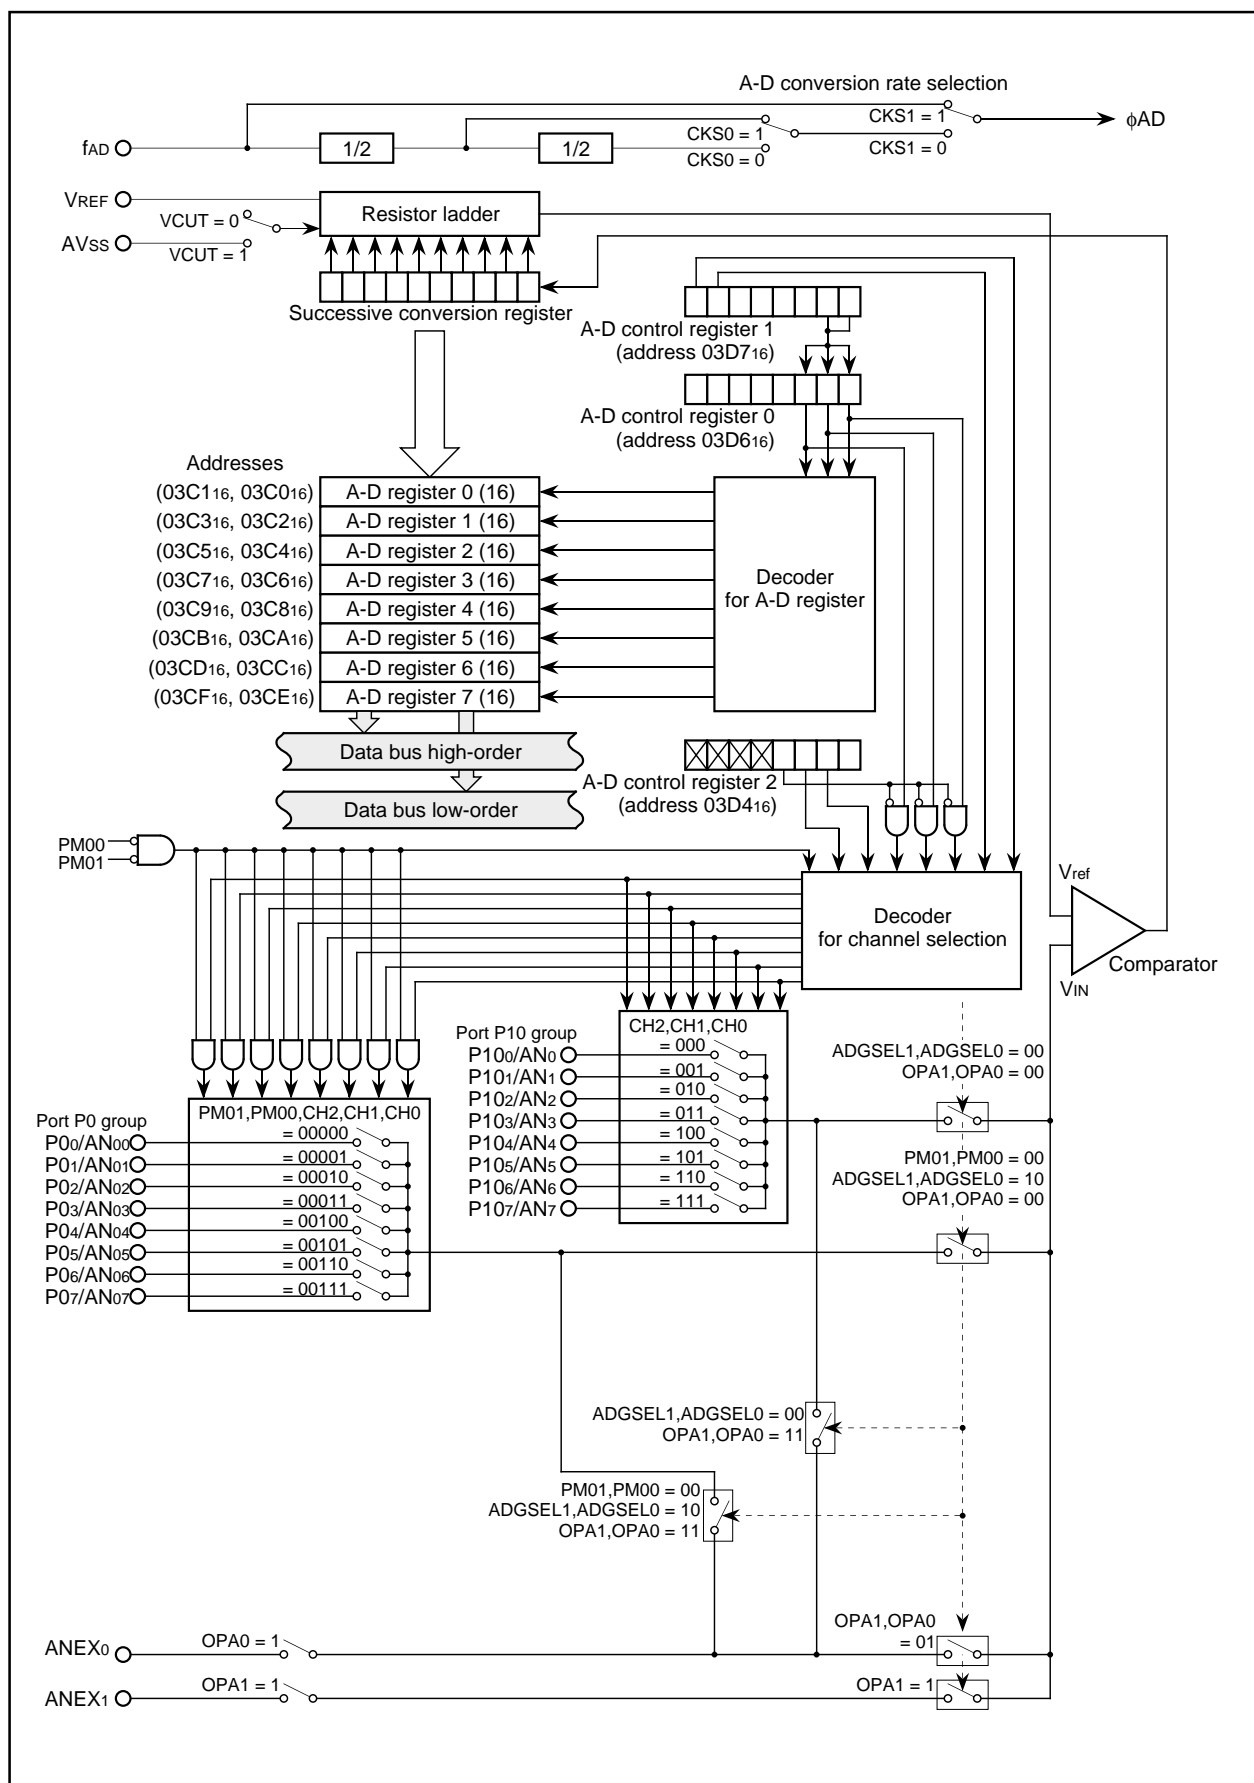 A-D conversion rate selection
fAD
1/2
1/2
CKS0 = 1
CKS0 = 0
CKS1 = 1
CKS1 = 0
ϕAD
VREF
VCUT = 0
AVSS
VCUT = 1
Resistor ladder
Successive conversion register
A-D control register 1
(address 03D716)
A-D control register 0
(address 03D616)
Addresses
(03C116, 03C016) A-D register 0 (16)
(03C316, 03C216) A-D register 1 (16)
(03C516, 03C416) A-D register 2 (16)
(03C716, 03C616) A-D register 3 (16)
(03C916, 03C816) A-D register 4 (16)
(03CB16, 03CA16) A-D register 5 (16)
(03CD16, 03CC16) A-D register 6 (16)
(03CF16, 03CE16) A-D register 7 (16)
Decoder
for A-D register
Data bus high-order
Data bus low-order
A-D control register 2
(address 03D416)
PM00
PM01
Decoder
for channel selection
Vref
VIN
Comparator
Port P10 group
CH2,CH1,CH0
P100/AN0 = 000
P101/AN1 = 001
P102/AN2 = 010
P103/AN3 = 011
P104/AN4 = 100
P105/AN5 = 101
P106/AN6 = 110
P107/AN7 = 111
ADGSEL1,ADGSEL0 = 00
OPA1,OPA0 = 00
Port P0 group
PM01,PM00,CH2,CH1,CH0
P00/AN00 = 00000
P01/AN01 = 00001
P02/AN02 = 00010
P03/AN03 = 00011
P04/AN04 = 00100
P05/AN05 = 00101
P06/AN06 = 00110
P07/AN07 = 00111
PM01,PM00 = 00
ADGSEL1,ADGSEL0 = 10
OPA1,OPA0 = 00
ADGSEL1,ADGSEL0 = 00
OPA1,OPA0 = 11
PM01,PM00 = 00
ADGSEL1,ADGSEL0 = 10
OPA1,OPA0 = 11
ANEX0
OPA0 = 1
OPA1,OPA0
= 01
ANEX1
OPA1 = 1
OPA1 = 1